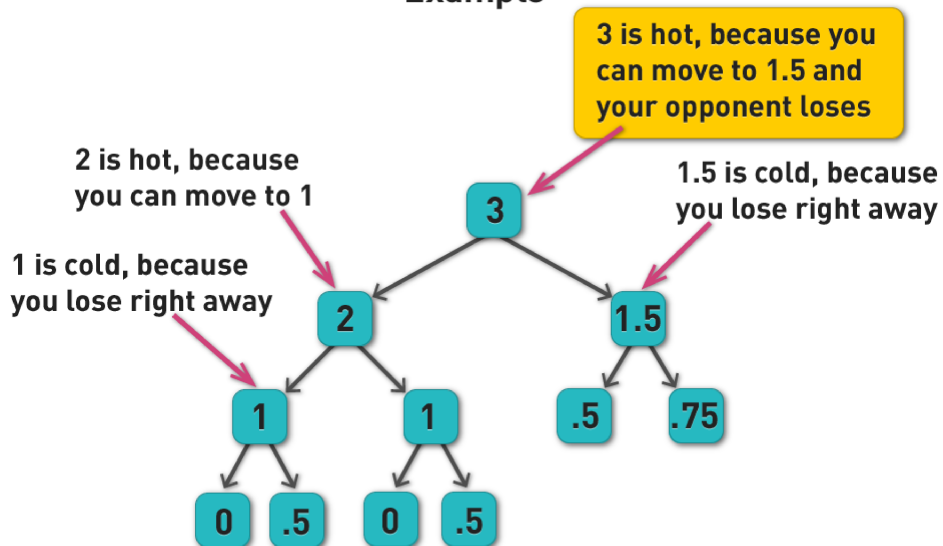 Example
3 is hot, because you
can move to 1.5 and
your opponent loses
2 is hot, because
you can move to 1
1.5 is cold, because
you lose right away
3
1 is cold, because
you lose right away
2
1.5
1
1
.5
.75
0
.5
0
.5